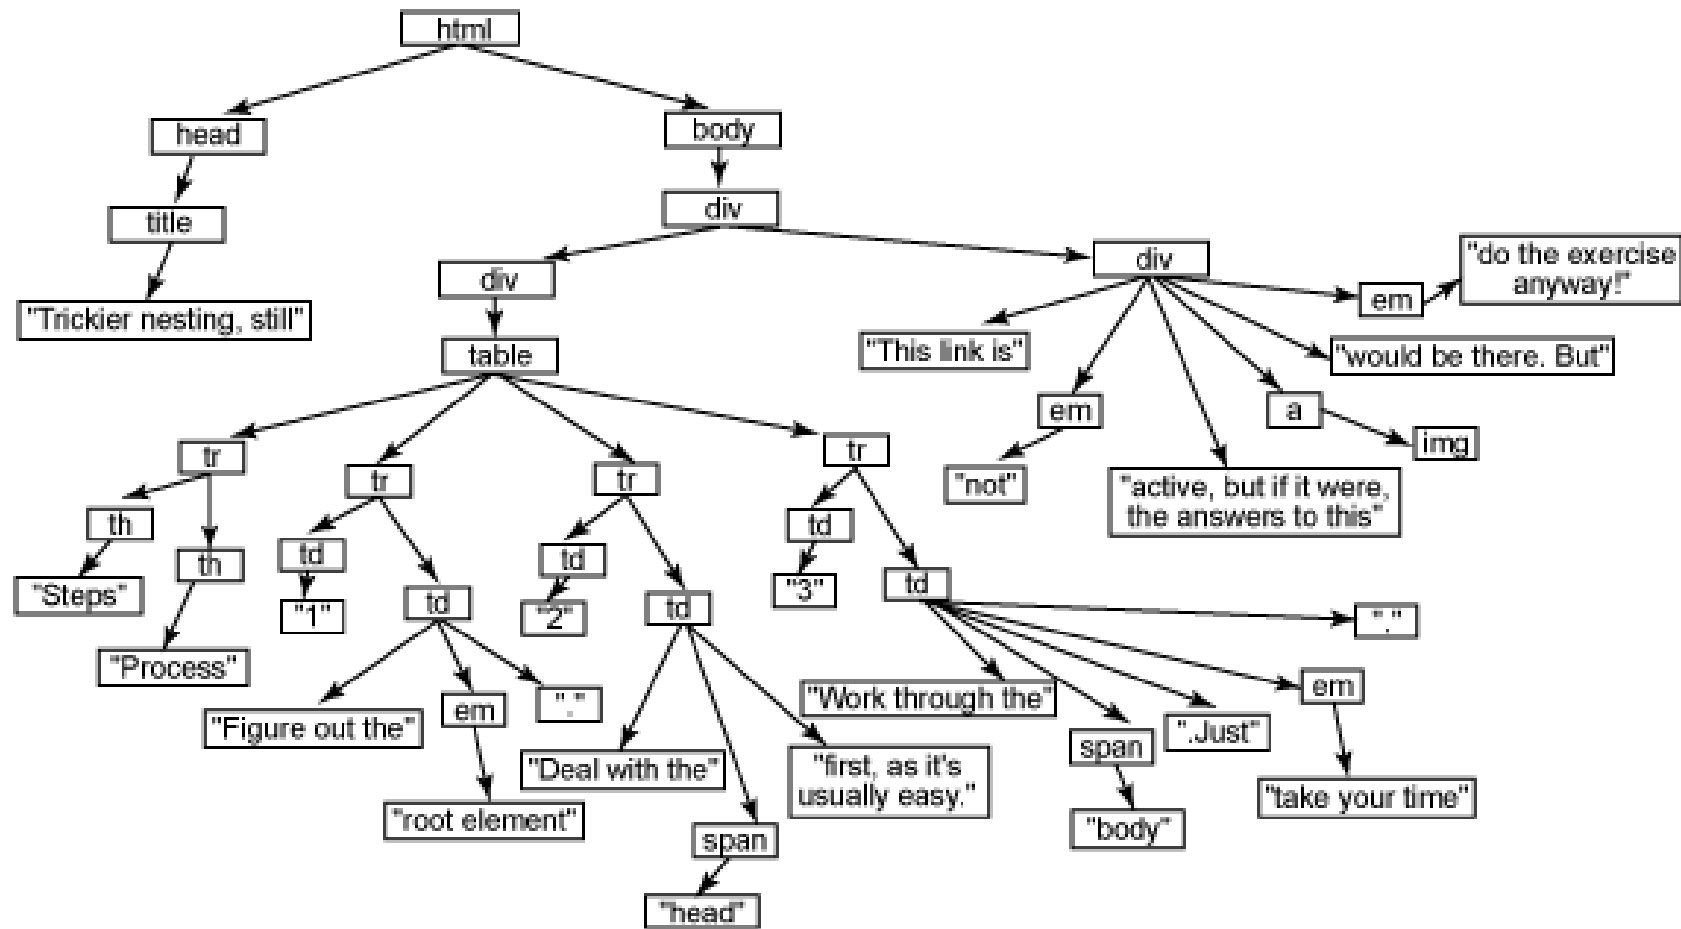 html
head
body
title
div
"Trickier nesting, still"
div
div
"do the exercise
anyway!"
em
table
"This link is"
"would be there. But"
em
a
img
"not"
"active, but if it were,
the answers to this"
tr
tr
tr
tr
th
th
"Steps"
"Process"
td
"1"
td
"Figure out the"
em
"."
"root element"
td
"2"
td
"Deal with the"
span
"first, as it's
usually easy."
"head"
td
"3"
td
"Work through the"
span
".Just"
em
"."
"body"
"take your time"